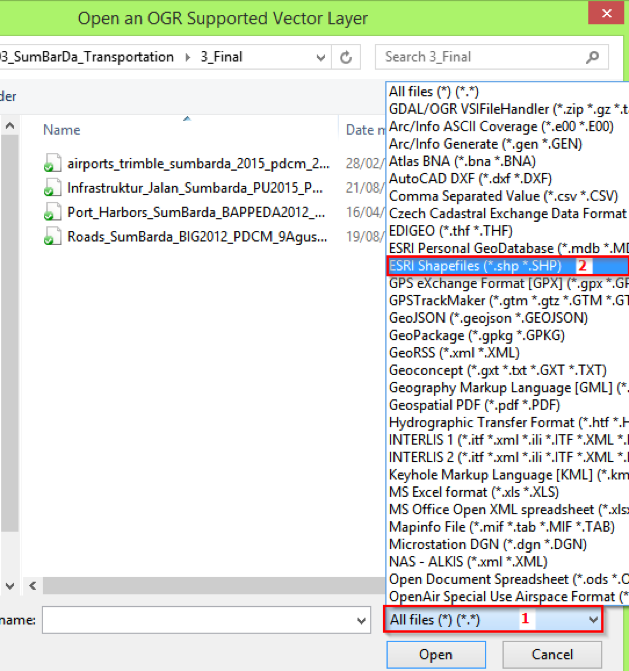 Open an OGR Supported Vector Layer
03_SumBarDa_Transportation
3_Final
Search 3_Final
der
Name
Date m
airports_trimble_sumbarda_2015_pdcm_2...
28/02/
Infrastruktur_Jalan_Sumbarda_PU2015_P...
21/08/
Port_Harbors_SumBarda_BAPPEDA2012_...
16/04/
Roads_SumBarda_BIG2012_PDCM_9Agus...
19/08/
All files (*) (*.*)
GDAL/OGR VSIFileHandler (*.zip *.gz *.ta
Arc/Info ASCII Coverage (*.e00 *.E00)
Arc/Info Generate (*.gen *.GEN)
Atlas BNA (*.bna *.BNA)
AutoCAD DXF (*.dxf *.DXF)
Comma Separated Value (*.csv *.CSV)
Czech Cadastral Exchange Data Format
EDIGEO (*.thf *.THF)
ESRI Personal GeoDatabase (*.mdb *.MD
ESRI Shapefiles (*.shp *.SHP) 2
GPS eXchange Format [GPX] (*.gpx *.GP
GPSTrackMaker (*.gtm *.gtz *.GTM *.GT
GeoJSON (*.geojson *.GEOJSON)
GeoPackage (*.gpkg *.GPKG)
GeoRSS (*.xml *.XML)
Geoconcept (*.gxt *.txt *.GXT *.TXT)
Geography Markup Language [GML] (*.
Geospatial PDF (*.pdf *.PDF)
Hydrographic Transfer Format (*.htf *.H
INTERLIS 1 (*.itf *.xml *.ili *.ITF *.XML *.I
INTERLIS 2 (*.itf *.xml *.ili *.ITF *.XML *.I
Keyhole Markup Language [KML] (*.km
MS Excel format (*.xls *.XLS)
MS Office Open XML spreadsheet (*.xlsx
Mapinfo File (*.mif *.tab *.MIF *.TAB)
Microstation DGN (*.dgn *.DGN)
NAS - ALKIS (*.xml *.XML)
Open Document Spreadsheet (*.ods *.O
OpenAir Special Use Airspace Format (*
name:
All files (*) (*.*) 1
Open
Cancel